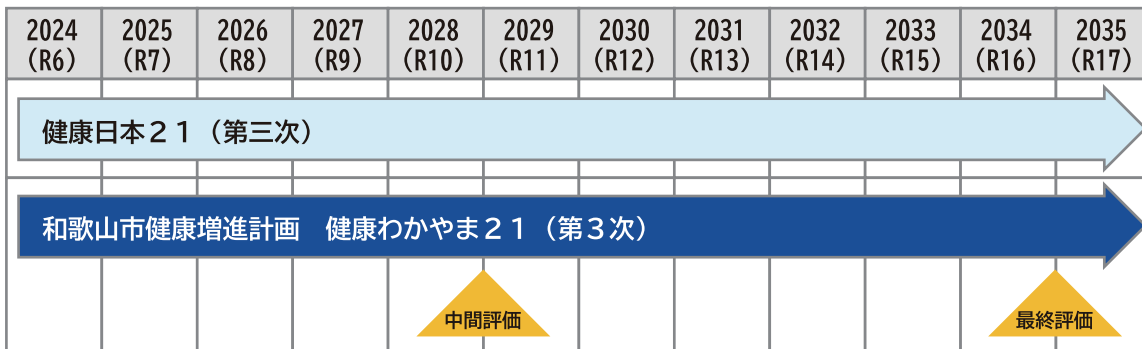 2024 2025 2026 2027 2028 2029 2030 2031 2032 2033 2034 2035
(R6) (R7) (R8) (R9) (R10) (R11) (R12) (R13) (R14) (R15) (R16) (R17)
健康日本２１（第三次）
和歌山市健康増進計画　健康わかやま２１（第３次）
中間評価 最終評価